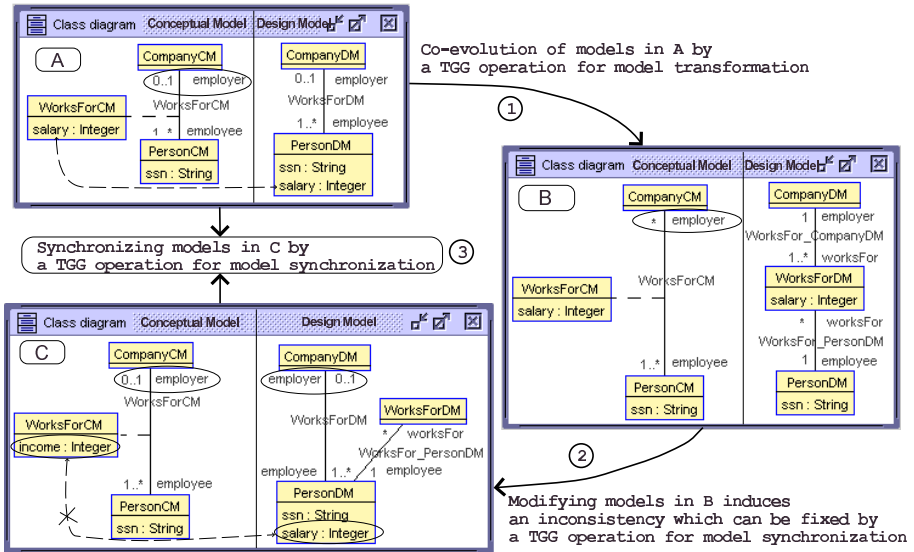 Class diagram Conceptual Model Design Model
A
CompanyCM
0..1 employer
WorksForCM
WorksForCM
salary : Integer
1..* employee
PersonCM
ssn : String
CompanyDM
0..1 employer
WorksForDM
1..* employee
PersonDM
ssn : String
salary : Integer
Co-evolution of models in A by
a TGG operation for model transformation
1
Class diagram Conceptual Model Design Model
B
CompanyCM
* employer
WorksForCM
WorksForCM
salary : Integer
1..* employee
PersonCM
ssn : String
CompanyDM
1 employer
WorksFor_CompanyDM
1..* worksFor
WorksForDM
salary : Integer
* worksFor
WorksFor_PersonDM
1 employee
PersonDM
ssn : String
Synchronizing models in C by
a TGG operation for model synchronization
3
Class diagram Conceptual Model Design Model
C
CompanyCM
0..1 employer
WorksForCM
WorksForCM
income : Integer
1..* employee
PersonCM
ssn : String
CompanyDM
employer 0..1
WorksForDM
WorksForDM
* worksFor
WorksFor_PersonDM
employee 1..* 1 employee
PersonDM
ssn : String
salary : Integer
2
Modifying models in B induces
an inconsistency which can be fixed by
a TGG operation for model synchronization